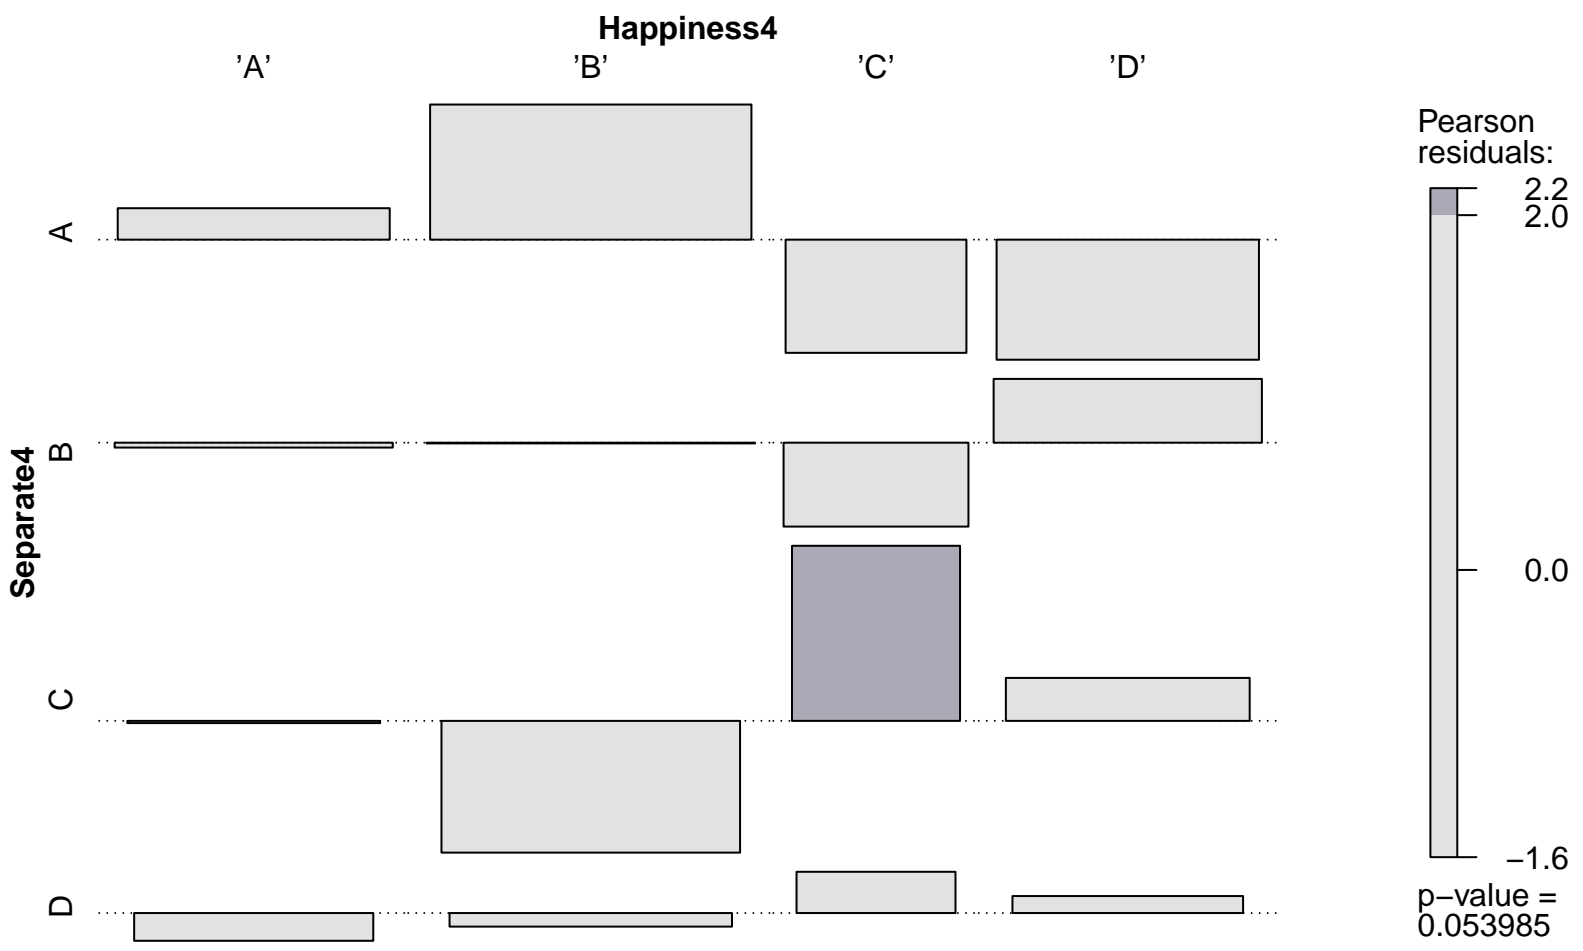 Happiness4
’A’ ’B’ ’C’ ’D’
Pearson
residuals:
2.2
2.0
0.0
−1.6
p−value =
0.053985
Separate4
A
B
C
D